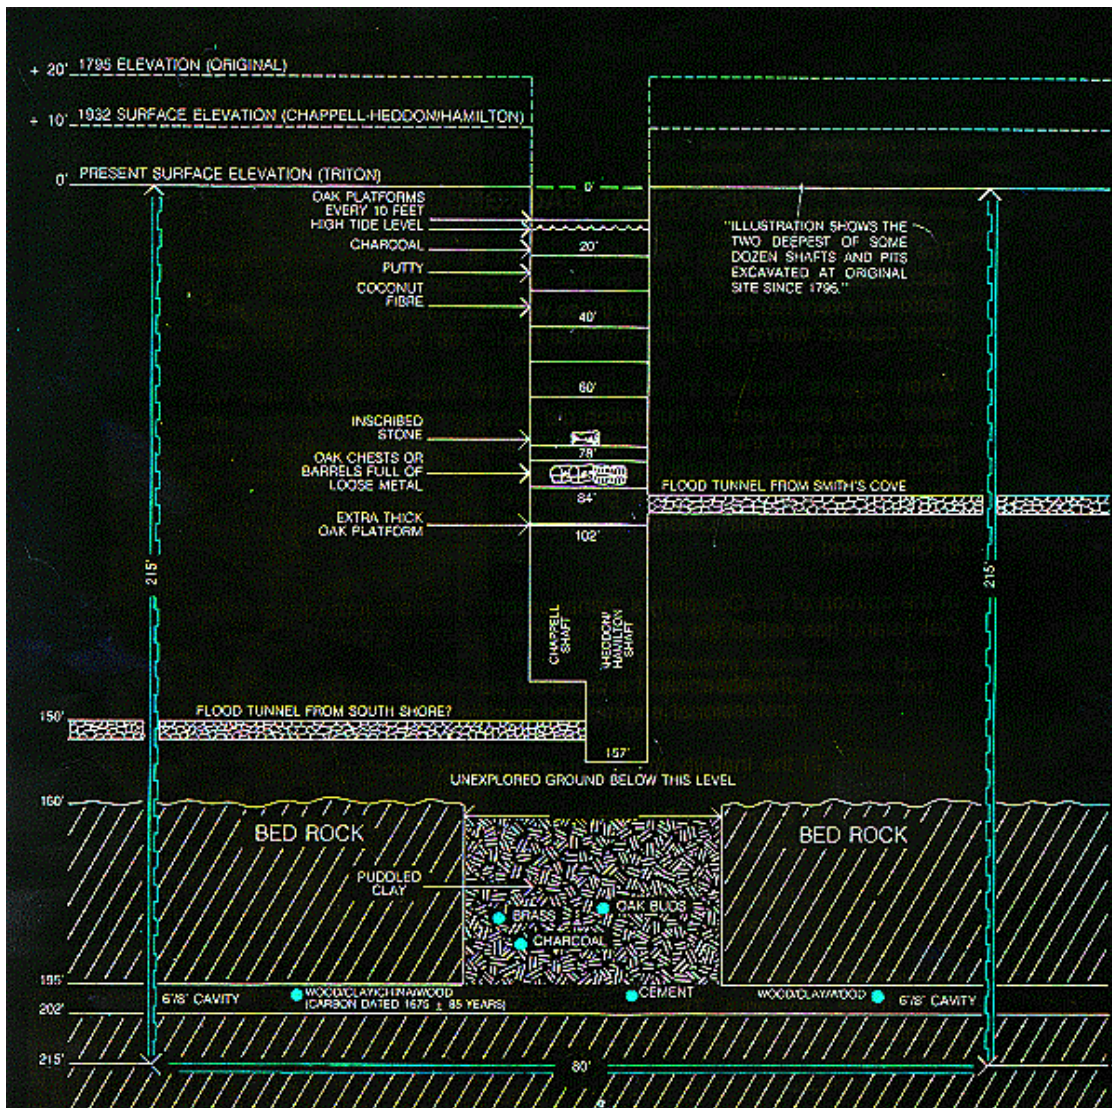 + 20' 1795 ELEVATION (ORIGINAL)
+ 10' 1932 SURFACE ELEVATION (CHAPPELL-HEDDON/HAMILTON)
0' PRESENT SURFACE ELEVATION (TRITON)
0'
OAK PLATFORMS
EVERY 10 FEET
HIGH TIDE LEVEL
CHARCOAL
20'
PUTTY
COCONUT
FIBRE
"ILLUSTRATION SHOWS THE
TWO DEEPEST OF SOME
DOZEN SHAFTS AND PITS
EXCAVATED AT ORIGINAL
SITE SINCE 1795."
40'
60'
INSCRIBED
STONE
78'
OAK CHESTS OR
BARRELS FULL OF
LOOSE METAL
84'
FLOOD TUNNEL FROM SMITH'S COVE
EXTRA THICK
OAK PLATFORM
102'
215'
215'
CHAPPELL
SHAFT
HEDDON/
HAMILTON
SHAFT
150'
FLOOD TUNNEL FROM SOUTH SHORE?
157'
UNEXPLORED GROUND BELOW THIS LEVEL
160'
BED ROCK
BED ROCK
PUDDLED
CLAY
OAK BUDS
BRASS
CHARCOAL
195'
6'/8' CAVITY
WOOD/CLAY/CHINA/WOOD
(CARBON DATED 1675 ± 85 YEARS)
CEMENT
WOOD/CLAY/WOOD
6'/8' CAVITY
202'
215'
80'